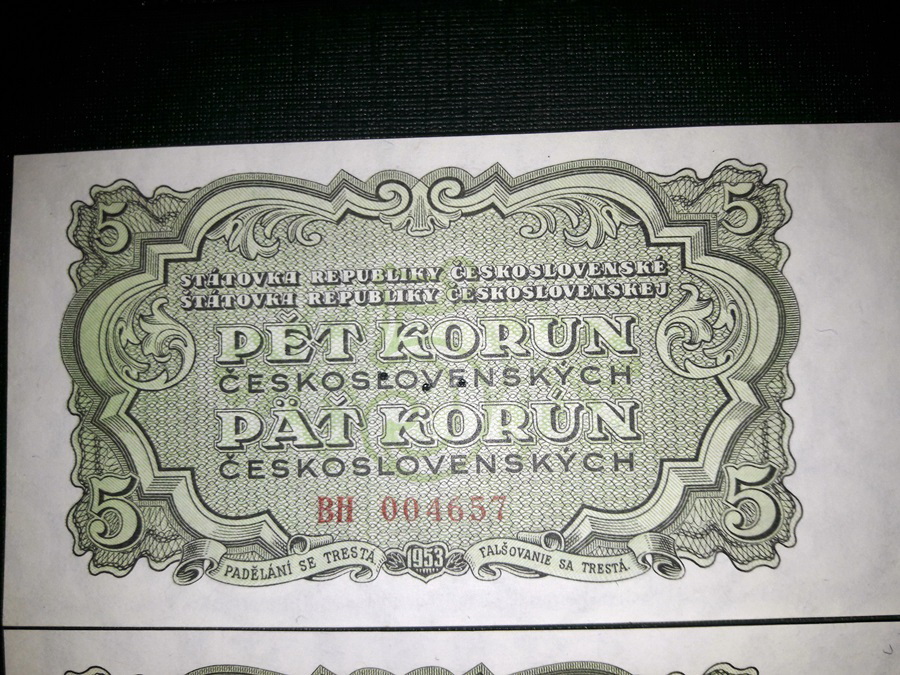 5 5
STÁTOVKA REPUBLIKY ČESKOSLOVENSKÉ
ŠTÁTOVKA REPUBLIKY ČESKOSLOVENSKEJ
PĚT KORUN
ČESKOSLOVENSKÝCH
PÄŤ KORÚN
ČESKOSLOVENSKÝCH
5 5
BH 004657
PADĚLÁNÍ SE TRESTÁ 1953 FALŠOVANIE SA TRESTÁ.